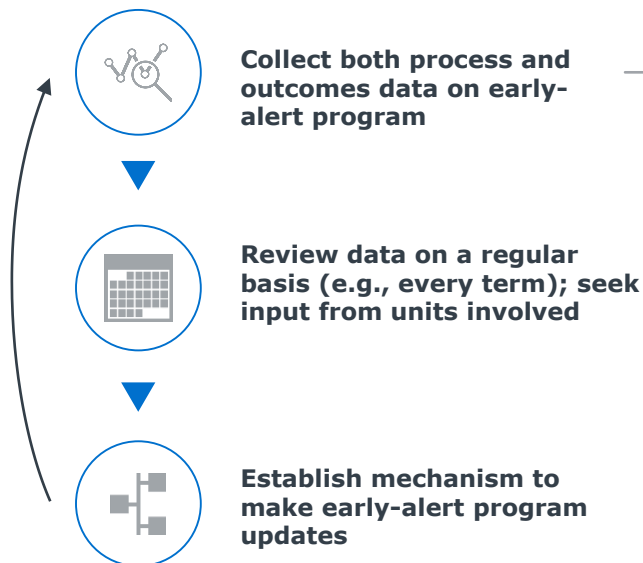 Collect both process and
outcomes data on early-
alert program
Review data on a regular
basis (e.g., every term); seek
input from units involved
Establish mechanism to
make early-alert program
updates